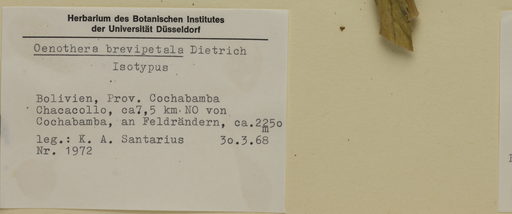 Herbarium des Botanischen Institutes
der Universität Düsseldorf
Oenothera brevipetala Dietrich
Isotypus
Bolivien, Prov. Cochabamba
Chacacollo, ca7,5 km NO von
Cochabamba, an Feldrändern, ca.2250
m
leg.: K. A. Santarius 3o.3.68
Nr. 1972